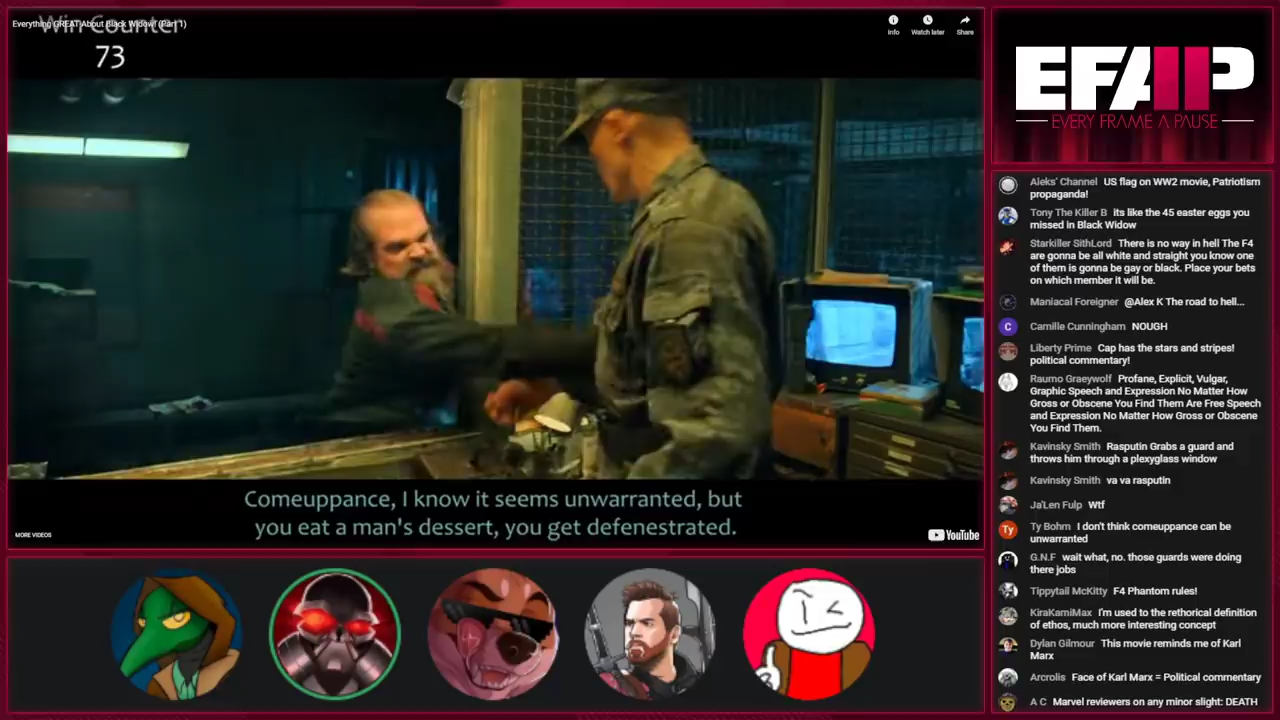 Everything GREAT About Black Widow! (Part 1)
Win Counter
73
Info
Watch later
Share
Comeuppance, I know it seems unwarranted, but
you eat a man's dessert, you get defenestrated.
MORE VIDEOS
YouTube
EFAP
EVERY FRAME A PAUSE
Aleks' Channel US flag on WW2 movie, Patriotism
propaganda!
Tony The Killer B its like the 45 easter eggs you
missed in Black Widow
Starkiller SithLord There is no way in hell The F4
are gonna be all white and straight you know one
of them is gonna be gay or black. Place your bets
on which member it will be.
Maniacal Foreigner @Alex K The road to hell...
C
Camille Cunningham NOUGH
Liberty Prime Cap has the stars and stripes!
political commentary!
Raumo Graeywolf Profane, Explicit, Vulgar,
Graphic Speech and Expression No Matter How
Gross or Obscene You Find Them Are Free Speech
and Expression No Matter How Gross or Obscene
You Find Them.
Kavinsky Smith Rasputin Grabs a guard and
throws him through a plexyglass window
Kavinsky Smith va va rasputin
Ja'Len Fulp Wtf
Ty
Ty Bohm I don't think comeuppance can be
unwarranted
G.N.F wait what, no. those guards were doing
there jobs
Tippytail McKitty F4 Phantom rules!
KiraKamiMax I'm used to the rethorical definition
of ethos, much more interesting concept
Dylan Gilmour This movie reminds me of Karl
Marx
Arcrolis Face of Karl Marx = Political commentary
A C Marvel reviewers on any minor slight: DEATH